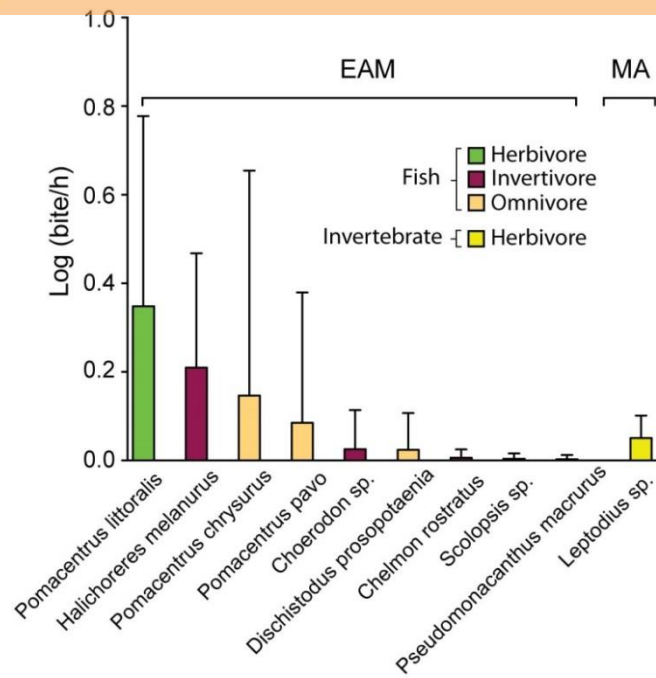 1.0
EAM
MA
0.8
Herbivore
Fish
Invertivore
0.6
Omnivore
Invertebrate
Herbivore
Log (bite/h)
0.4
0.2
0.0
Pomacentrus littoralis
Halichoreres melanurus
Pomacentrus chrysurus
Pomacentrus pavo
Choerodon sp.
Dischistodus prosopotaenia
Chelmon rostratus
Scolopsis sp.
Pseudomonacanthus macrurus
Leptodius sp.